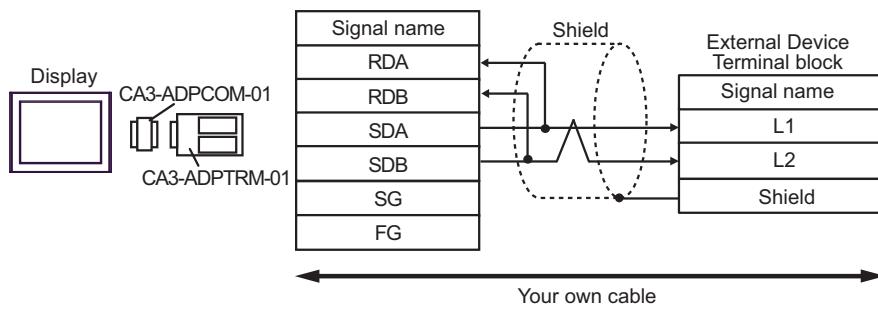 Display
CA3-ADPCOM-01
CA3-ADPTRM-01
Signal name
RDA
RDB
SDA
SDB
SG
FG
Shield
External Device
Terminal block
Signal name
L1
L2
Shield
Your own cable